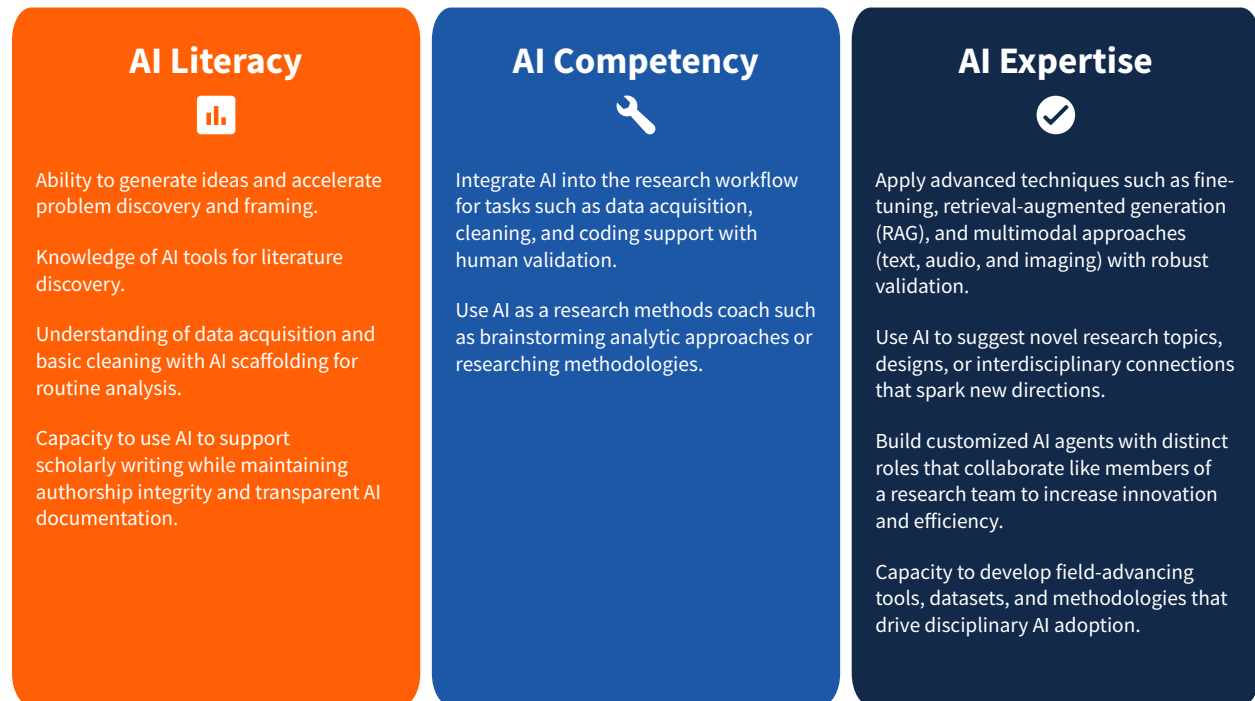 AI Literacy
Ability to generate ideas and accelerate
problem discovery and framing.
Knowledge of AI tools for literature
discovery.
Understanding of data acquisition and
basic cleaning with AI scaffolding for
routine analysis.
Capacity to use AI to support
scholarly writing while maintaining
authorship integrity and transparent AI
documentation.
AI Competency
Integrate AI into the research workflow
for tasks such as data acquisition,
cleaning, and coding support with
human validation.
Use AI as a research methods coach such
as brainstorming analytic approaches or
researching methodologies.
AI Expertise
Apply advanced techniques such as fine-
tuning, retrieval-augmented generation
(RAG), and multimodal approaches
(text, audio, and imaging) with robust
validation.
Use AI to suggest novel research topics,
designs, or interdisciplinary connections
that spark new directions.
Build customized AI agents with distinct
roles that collaborate like members of
a research team to increase innovation
and efficiency.
Capacity to develop field-advancing
tools, datasets, and methodologies that
drive disciplinary AI adoption.